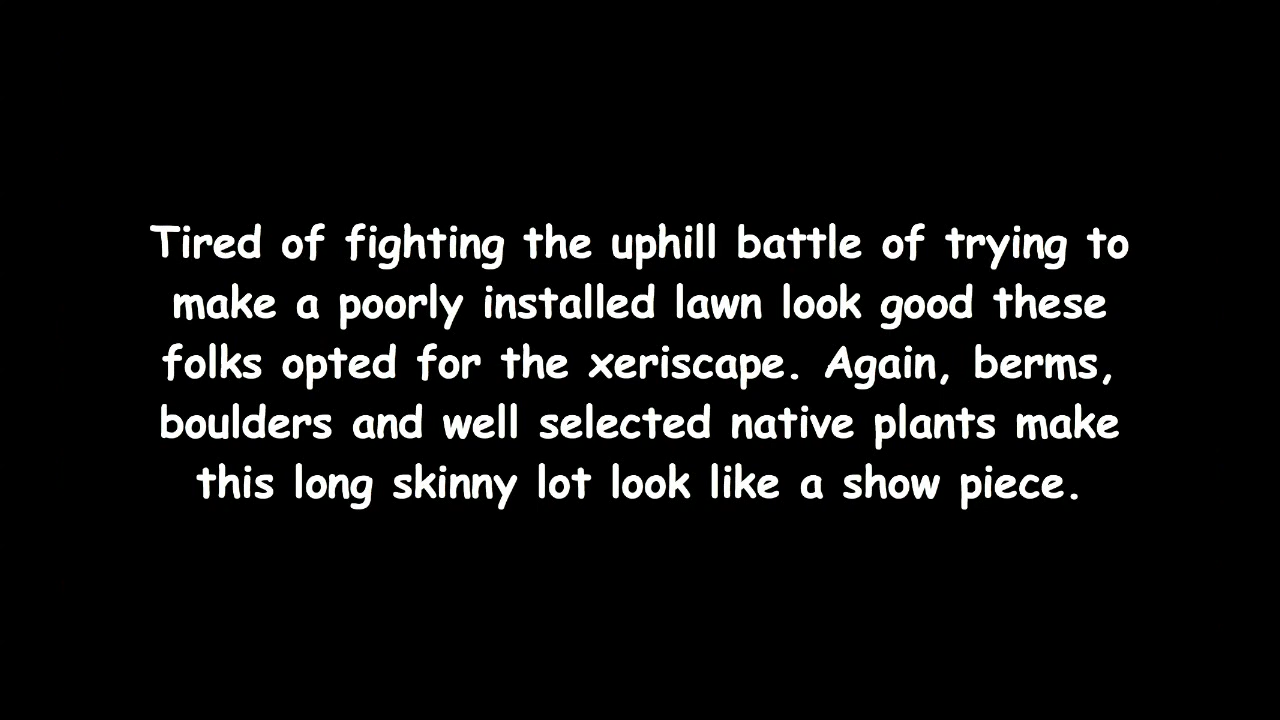 Tired of fighting the uphill battle of trying to
make a poorly installed lawn look good these
folks opted for the xeriscape. Again, berms,
boulders and well selected native plants make
this long skinny lot look like a show piece.